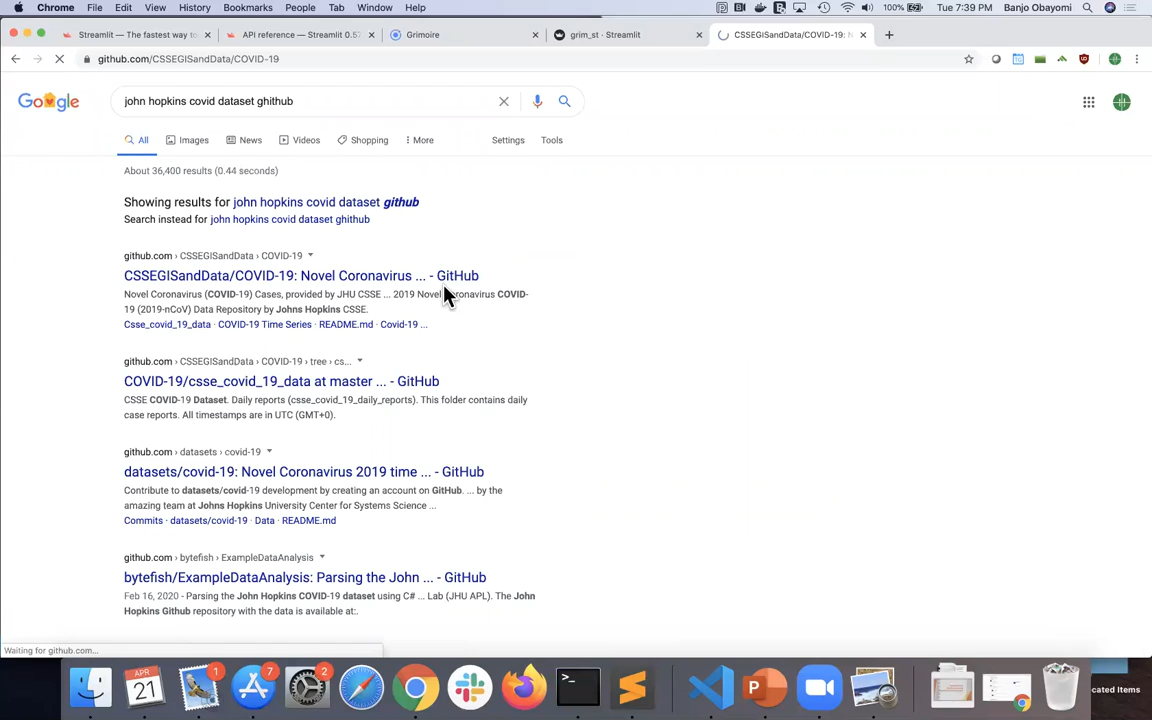 Chrome File Edit View History Bookmarks People Tab Window Help 100% Tue 7:39 PM Banjo Obayomi
Streamlit — The fastest way to Api reference — Streamlit 0.57 Grimoire grim_st · Streamlit CSSEGISandData/COVID-19: N
github.com/CSSEGISandData/COVID-19
Google john hopkins covid dataset ghithub
All Images News Videos Shopping More Settings Tools
About 36,400 results (0.44 seconds)
Showing results for john hopkins covid dataset github
Search instead for john hopkins covid dataset ghithub
github.com › CSSEGISandData › COVID-19
CSSEGISandData/COVID-19: Novel Coronavirus ... - GitHub
Novel Coronavirus (COVID-19) Cases, provided by JHU CSSE ... 2019 Novel Coronavirus COVID-
19 (2019-nCoV) Data Repository by Johns Hopkins CSSE.
Csse_covid_19_data · COVID-19 Time Series · README.md · Covid-19 ...
github.com › CSSEGISandData › COVID-19 › tree › cs...
COVID-19/csse_covid_19_data at master ... - GitHub
CSSE COVID-19 Dataset. Daily reports (csse_covid_19_daily_reports). This folder contains daily
case reports. All timestamps are in UTC (GMT+0).
github.com › datasets › covid-19
datasets/covid-19: Novel Coronavirus 2019 time ... - GitHub
Contribute to datasets/covid-19 development by creating an account on GitHub. ... by the
amazing team at Johns Hopkins University Center for Systems Science ...
Commits · datasets/covid-19 · Data · README.md
github.com › bytefish › ExampleDataAnalysis
bytefish/ExampleDataAnalysis: Parsing the John ... - GitHub
Feb 16, 2020 - Parsing the John Hopkins COVID-19 dataset using C# ... Lab (JHU APL). The John
Hopkins Github repository with the data is available at:.
Waiting for github.com...
APR
21
1
7
2
cated Items